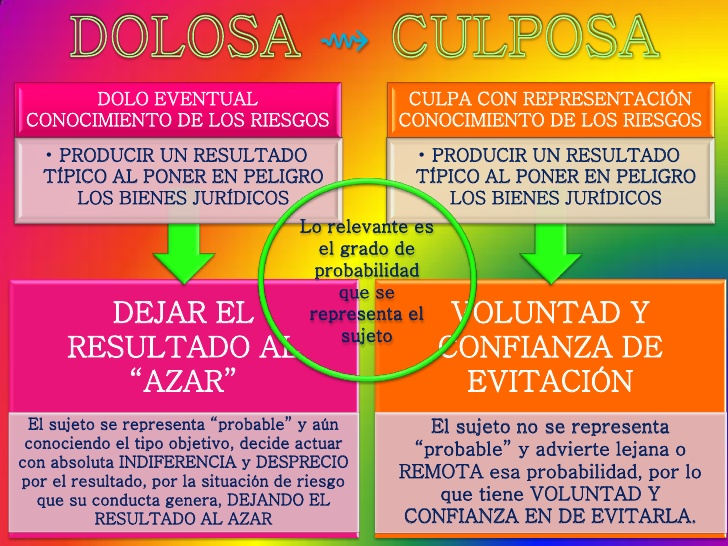 DOLOSA ⇝ CULPOSA
DOLO EVENTUAL
CONOCIMIENTO DE LOS RIESGOS
• PRODUCIR UN RESULTADO
TÍPICO AL PONER EN PELIGRO
LOS BIENES JURÍDICOS
CULPA CON REPRESENTACIÓN
CONOCIMIENTO DE LOS RIESGOS
• PRODUCIR UN RESULTADO
TÍPICO AL PONER EN PELIGRO
LOS BIENES JURÍDICOS
Lo relevante es
el grado de
probabilidad
que se
representa el
sujeto
DEJAR EL
RESULTADO AL
“AZAR”
El sujeto se representa “probable” y aún
conociendo el tipo objetivo, decide actuar
con absoluta INDIFERENCIA y DESPRECIO
por el resultado, por la situación de riesgo
que su conducta genera, DEJANDO EL
RESULTADO AL AZAR
VOLUNTAD Y
CONFIANZA DE
EVITACIÓN
El sujeto no se representa
“probable” y advierte lejana o
REMOTA esa probabilidad, por lo
que tiene VOLUNTAD Y
CONFIANZA EN DE EVITARLA.